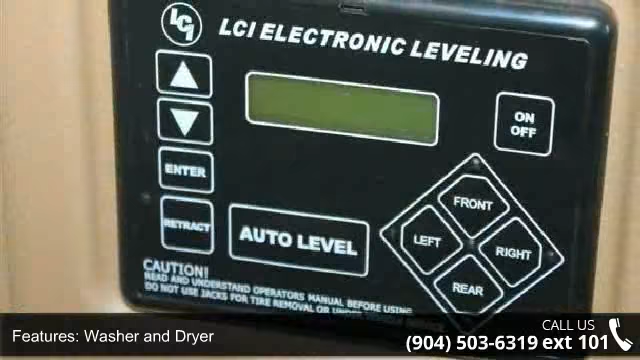 LCI
LCI ELECTRONIC LEVELING
ON
OFF
ENTER
RETRACT
AUTO LEVEL
FRONT
LEFT
RIGHT
REAR
CAUTION!
READ AND UNDERSTAND OPERATORS MANUAL BEFORE USING.
DO NOT USE JACKS FOR TIRE REMOVAL OR
Features: Washer and Dryer
CALL US
(904) 503-6319 ext 101